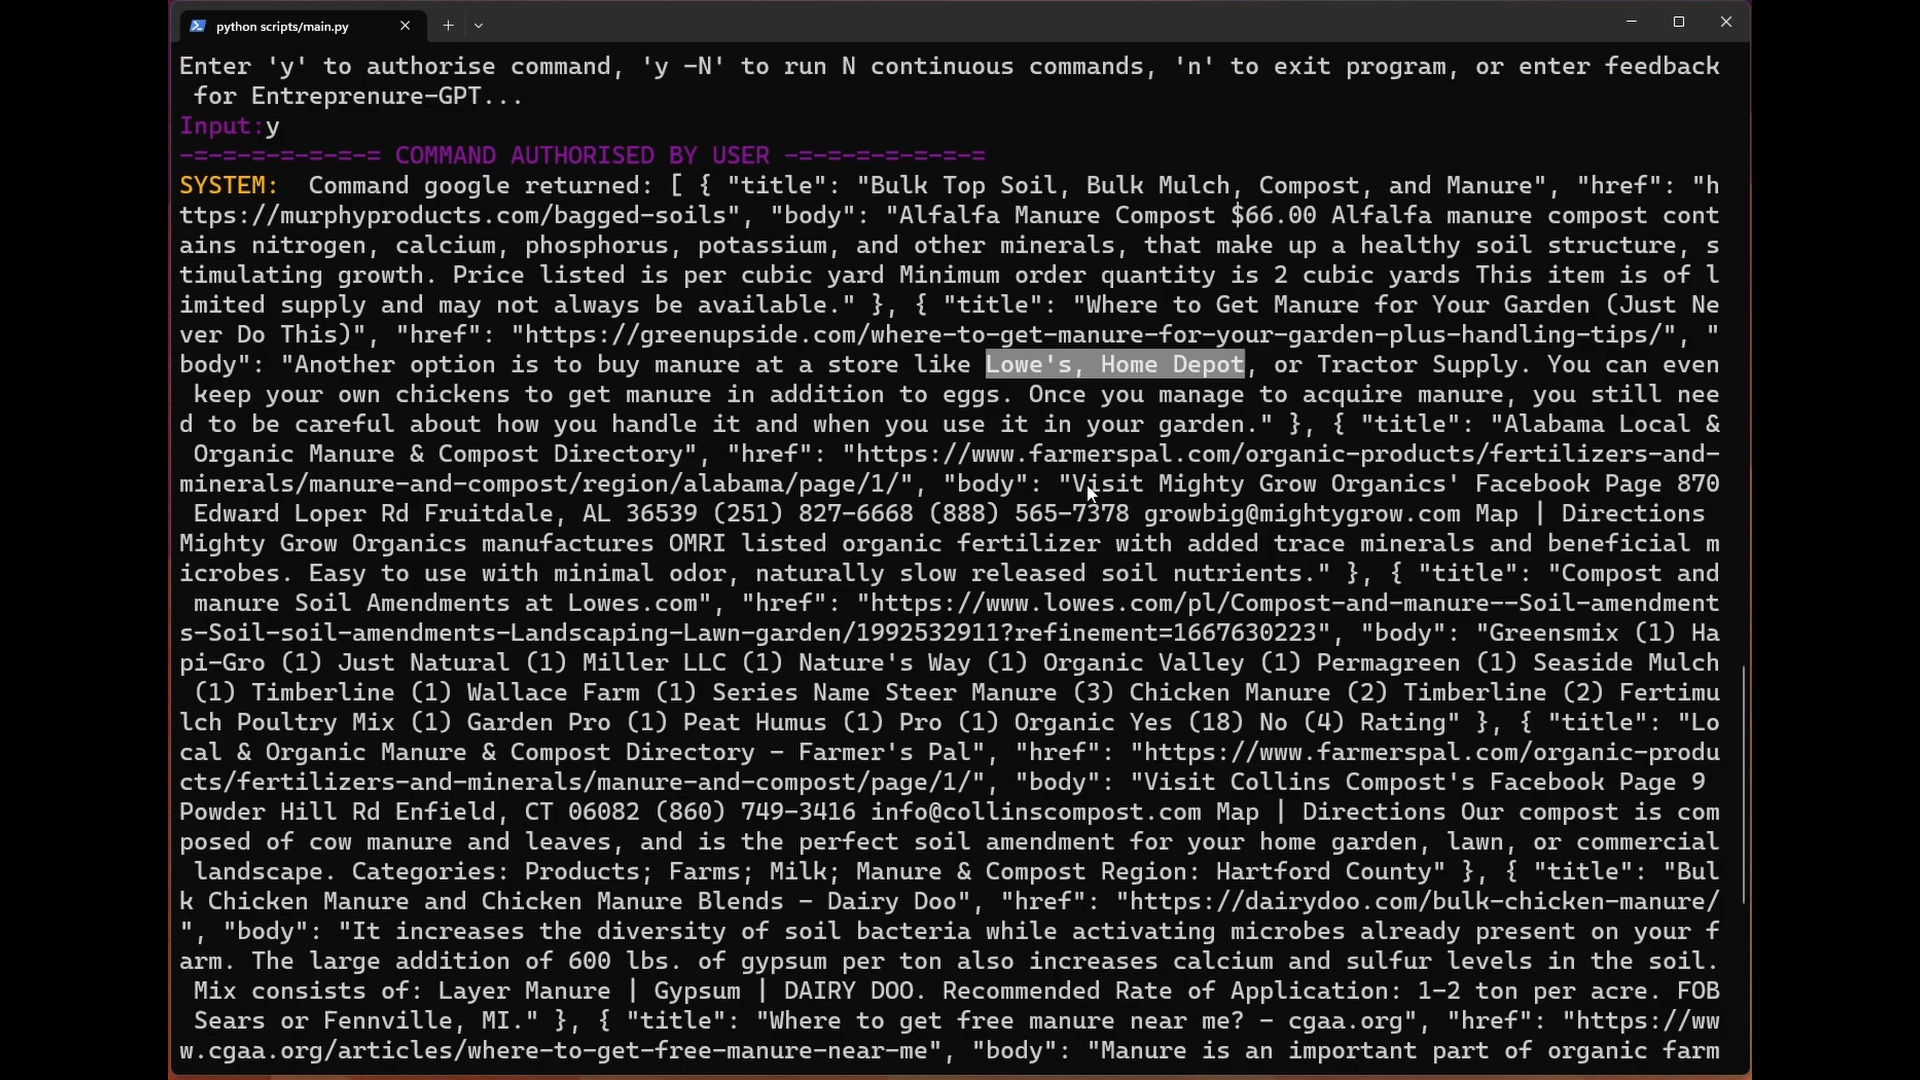 python scripts/main.py
Enter 'y' to authorise command, 'y -N' to run N continuous commands, 'n' to exit program, or enter feedback
for Entreprenure-GPT...
Input:y
-=-=-=-=-=-=-= COMMAND AUTHORISED BY USER -=-=-=-=-=-=-=
SYSTEM:  Command google returned: [ { "title": "Bulk Top Soil, Bulk Mulch, Compost, and Manure", "href": "h
ttps://murphyproducts.com/bagged-soils", "body": "Alfalfa Manure Compost $66.00 Alfalfa manure compost cont
ains nitrogen, calcium, phosphorus, potassium, and other minerals, that make up a healthy soil structure, s
timulating growth. Price listed is per cubic yard Minimum order quantity is 2 cubic yards This item is of l
imited supply and may not always be available." }, { "title": "Where to Get Manure for Your Garden (Just Ne
ver Do This)", "href": "https://greenupside.com/where-to-get-manure-for-your-garden-plus-handling-tips/", "
body": "Another option is to buy manure at a store like Lowe's, Home Depot, or Tractor Supply. You can even
keep your own chickens to get manure in addition to eggs. Once you manage to acquire manure, you still nee
d to be careful about how you handle it and when you use it in your garden." }, { "title": "Alabama Local &
Organic Manure & Compost Directory", "href": "https://www.farmerspal.com/organic-products/fertilizers-and-
minerals/manure-and-compost/region/alabama/page/1/", "body": "Visit Mighty Grow Organics' Facebook Page 870
Edward Loper Rd Fruitdale, AL 36539 (251) 827-6668 (888) 565-7378 growbig@mightygrow.com Map | Directions
Mighty Grow Organics manufactures OMRI listed organic fertilizer with added trace minerals and beneficial m
icrobes. Easy to use with minimal odor, naturally slow released soil nutrients." }, { "title": "Compost and
manure Soil Amendments at Lowes.com", "href": "https://www.lowes.com/pl/Compost-and-manure--Soil-amendment
s-Soil-soil-amendments-Landscaping-Lawn-garden/1992532911?refinement=1667630223", "body": "Greensmix (1) Ha
pi-Gro (1) Just Natural (1) Miller LLC (1) Nature's Way (1) Organic Valley (1) Permagreen (1) Seaside Mulch
(1) Timberline (1) Wallace Farm (1) Series Name Steer Manure (3) Chicken Manure (2) Timberline (2) Fertimu
lch Poultry Mix (1) Garden Pro (1) Peat Humus (1) Pro (1) Organic Yes (18) No (4) Rating" }, { "title": "Lo
cal & Organic Manure & Compost Directory - Farmer's Pal", "href": "https://www.farmerspal.com/organic-produ
cts/fertilizers-and-minerals/manure-and-compost/page/1/", "body": "Visit Collins Compost's Facebook Page 9
Powder Hill Rd Enfield, CT 06082 (860) 749-3416 info@collinscompost.com Map | Directions Our compost is com
posed of cow manure and leaves, and is the perfect soil amendment for your home garden, lawn, or commercial
landscape. Categories: Products; Farms; Milk; Manure & Compost Region: Hartford County" }, { "title": "Bul
k Chicken Manure and Chicken Manure Blends - Dairy Doo", "href": "https://dairydoo.com/bulk-chicken-manure/
", "body": "It increases the diversity of soil bacteria while activating microbes already present on your f
arm. The large addition of 600 lbs. of gypsum per ton also increases calcium and sulfur levels in the soil.
Mix consists of: Layer Manure | Gypsum | DAIRY DOO. Recommended Rate of Application: 1-2 ton per acre. FOB
Sears or Fennville, MI." }, { "title": "Where to get free manure near me? - cgaa.org", "href": "https://ww
w.cgaa.org/articles/where-to-get-free-manure-near-me", "body": "Manure is an important part of organic farm